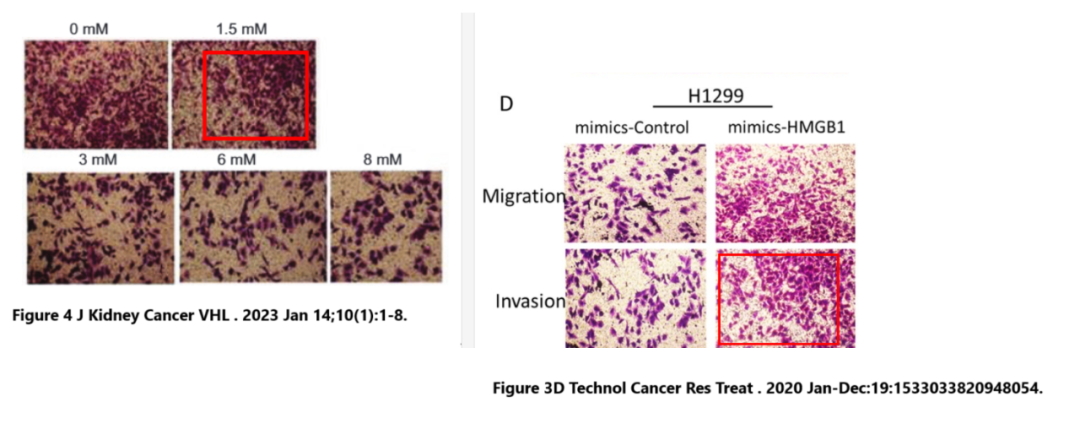 0 mM 1.5 mM
3 mM 6 mM 8 mM
Figure 4 J Kidney Cancer VHL . 2023 Jan 14;10(1):1-8.
D
H1299
mimics-Control mimics-HMGB1
Migration
Invasion
Figure 3D Technol Cancer Res Treat . 2020 Jan-Dec:19:1533033820948054.